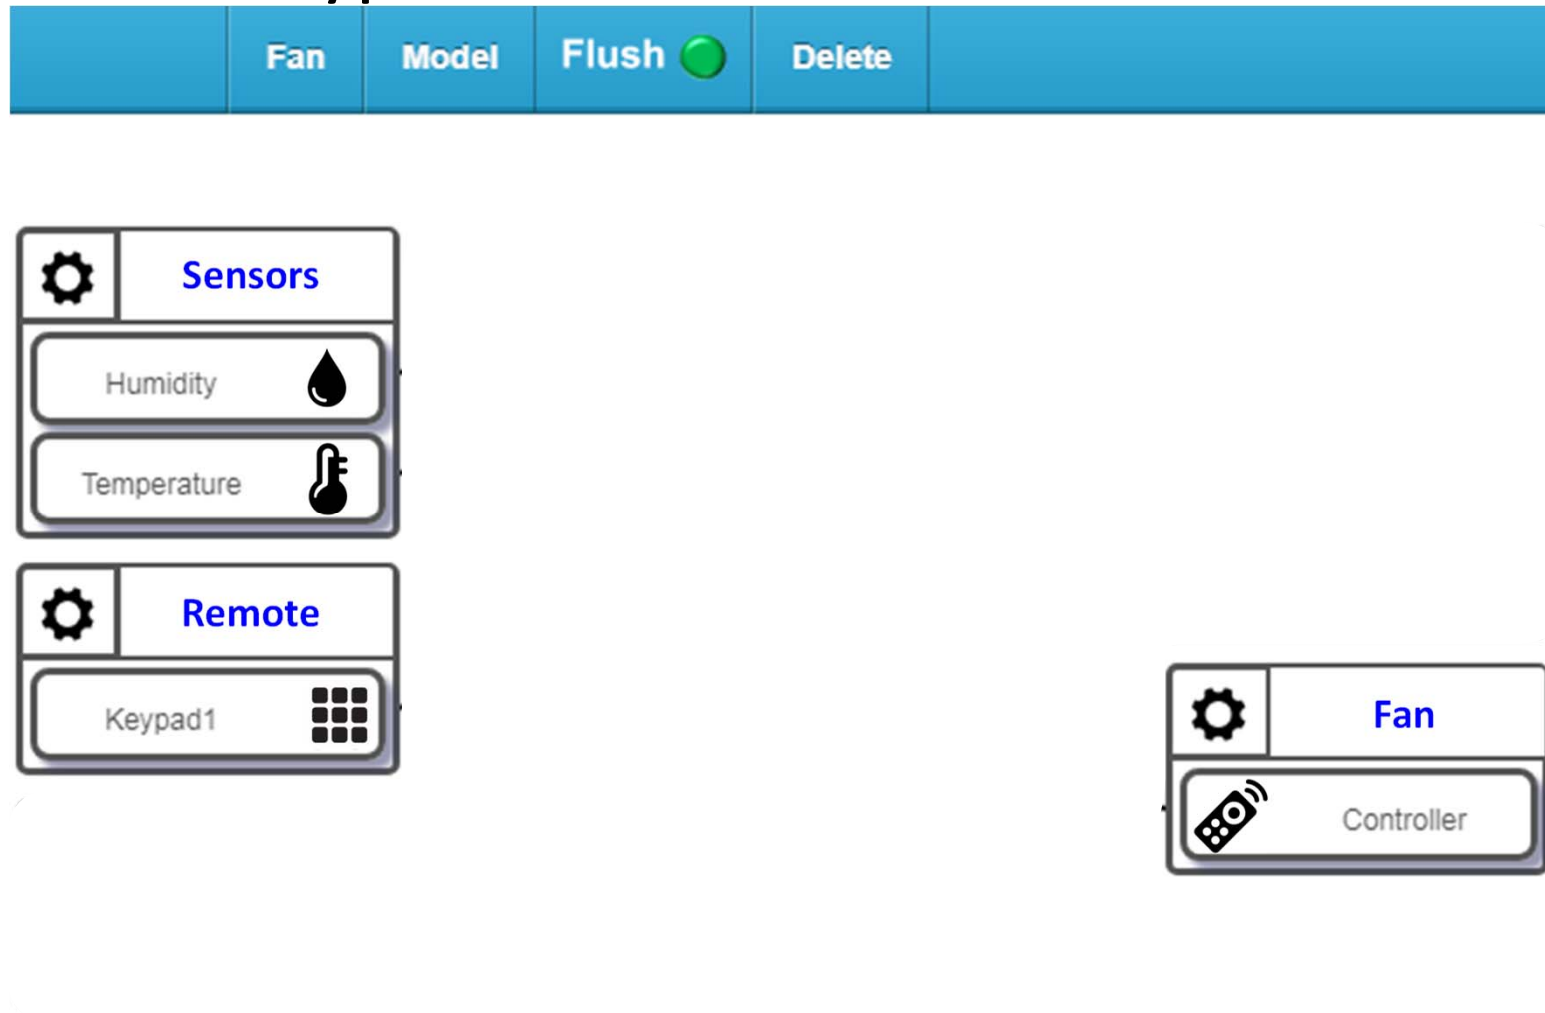 Fan Model Flush Delete
Sensors
Humidity
Temperature
Remote
Keypad1
Fan
Controller